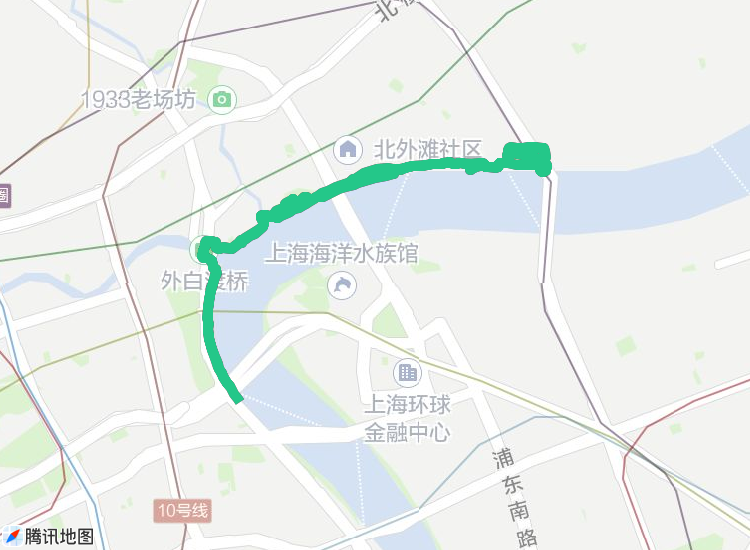 1933老场坊
北外滩社区
圈
上海海洋水族馆
外白渡桥
上海环球
金融中心
浦东南路
10号线
腾讯地图